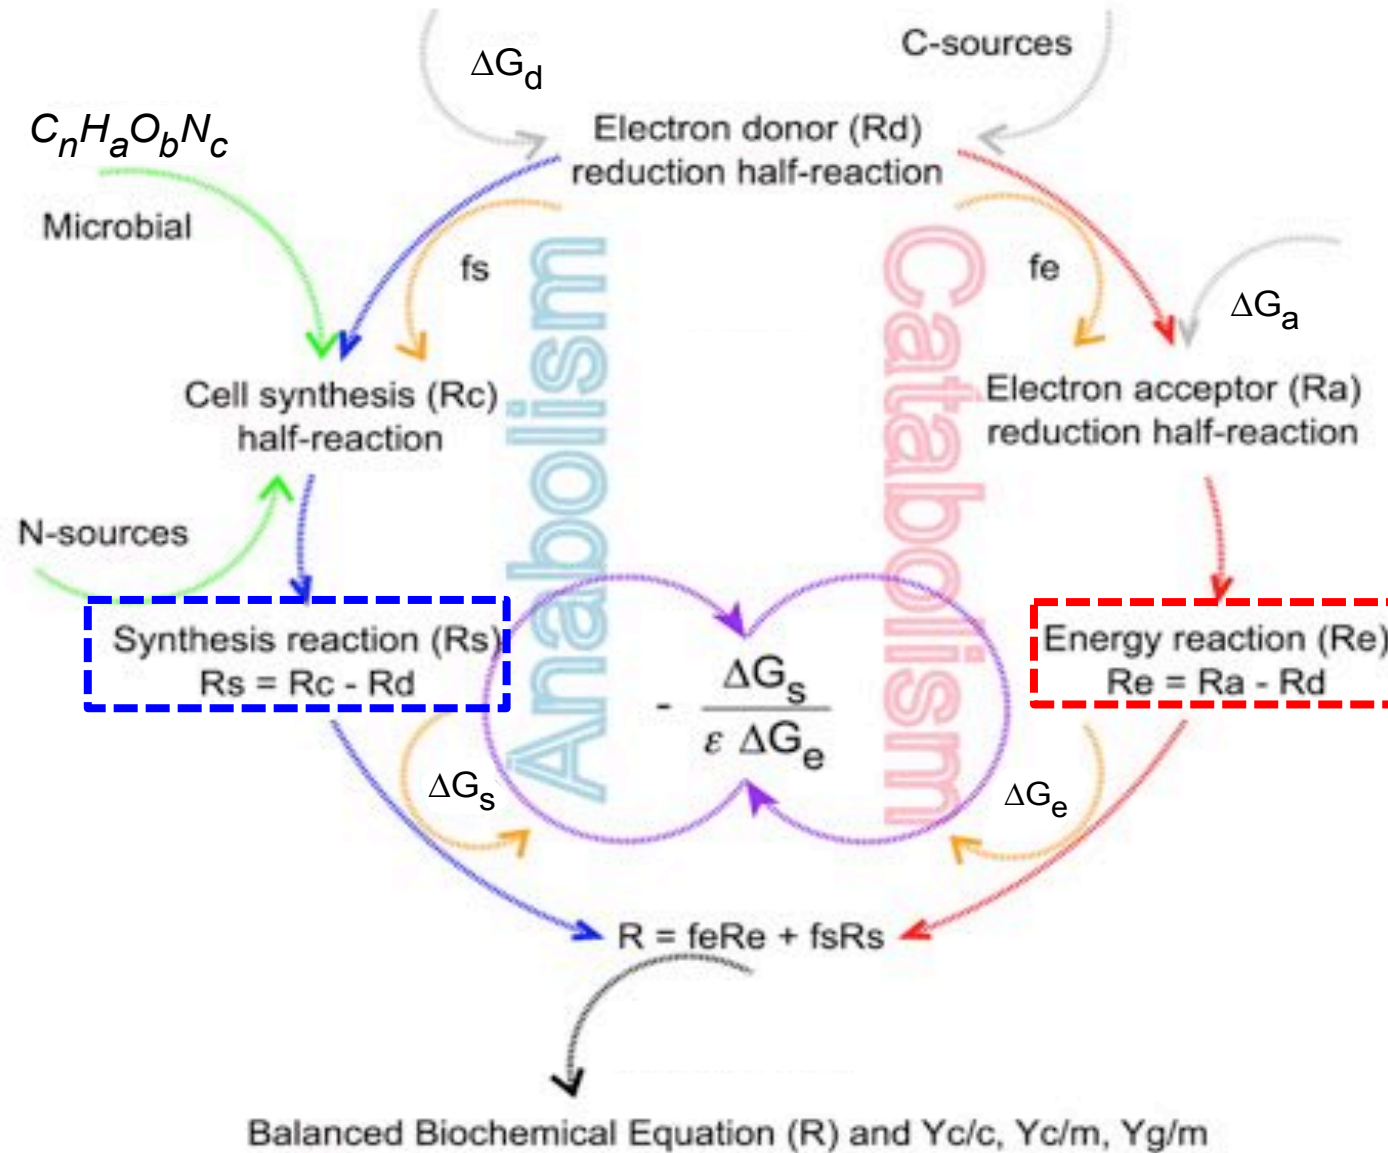 ΔGd
C-sources
CnHaObNc
Electron donor (Rd)
reduction half-reaction
Microbial
fs
fe
ΔGa
Anabolism
Catabolism
Cell synthesis (Rc)
half-reaction
Electron acceptor (Ra)
reduction half-reaction
N-sources
Synthesis reaction (Rs)
Rs = Rc - Rd
- ΔGs
ε ΔGe
Energy reaction (Re)
Re = Ra - Rd
ΔGs
ΔGe
R = feRe + fsRs
Balanced Biochemical Equation (R) and Yc/c, Yc/m, Yg/m